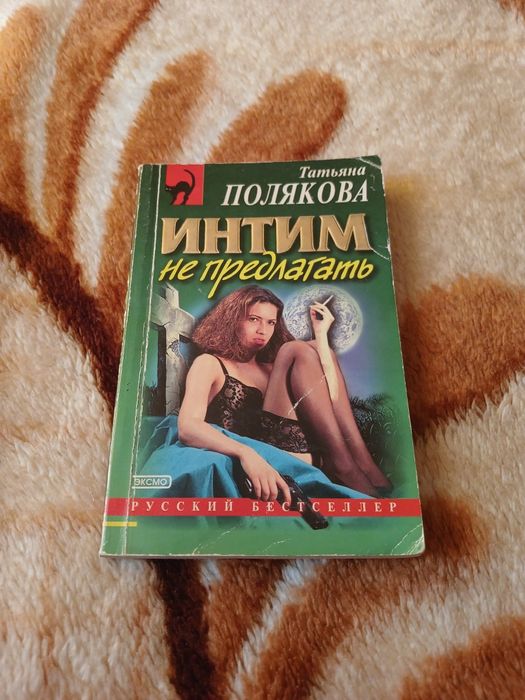 Татьяна
ПОЛЯКОВА
ИНТИМ
не предлагать
ЭКСМО
РУССКИЙ БЕСТСЕЛЛЕР